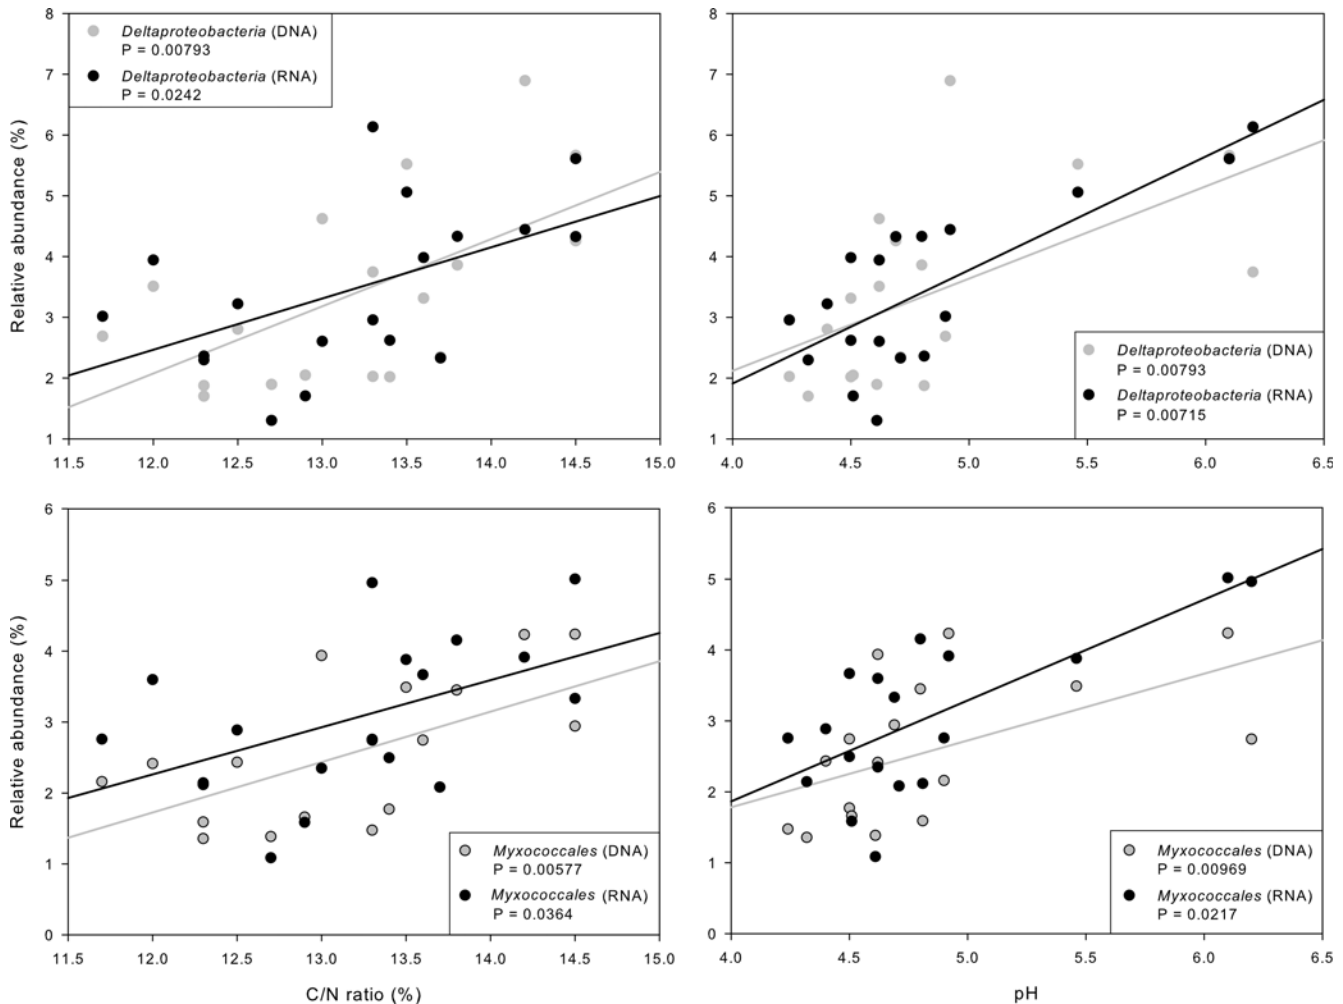 8
7
6
5
4
3
2
1
Relative abundance (%)
Deltaproteobacteria (DNA)
P = 0.00793
Deltaproteobacteria (RNA)
P = 0.0242
11.5 12.0 12.5 13.0 13.5 14.0 14.5 15.0
8
7
6
5
4
3
2
1
Deltaproteobacteria (DNA)
P = 0.00793
Deltaproteobacteria (RNA)
P = 0.00715
4.0 4.5 5.0 5.5 6.0 6.5
6
5
4
3
2
1
0
Relative abundance (%)
Myxococcales (DNA)
P = 0.00577
Myxococcales (RNA)
P = 0.0364
11.5 12.0 12.5 13.0 13.5 14.0 14.5 15.0
C/N ratio (%)
6
5
4
3
2
1
0
Myxococcales (DNA)
P = 0.00969
Myxococcales (RNA)
P = 0.0217
4.0 4.5 5.0 5.5 6.0 6.5
pH